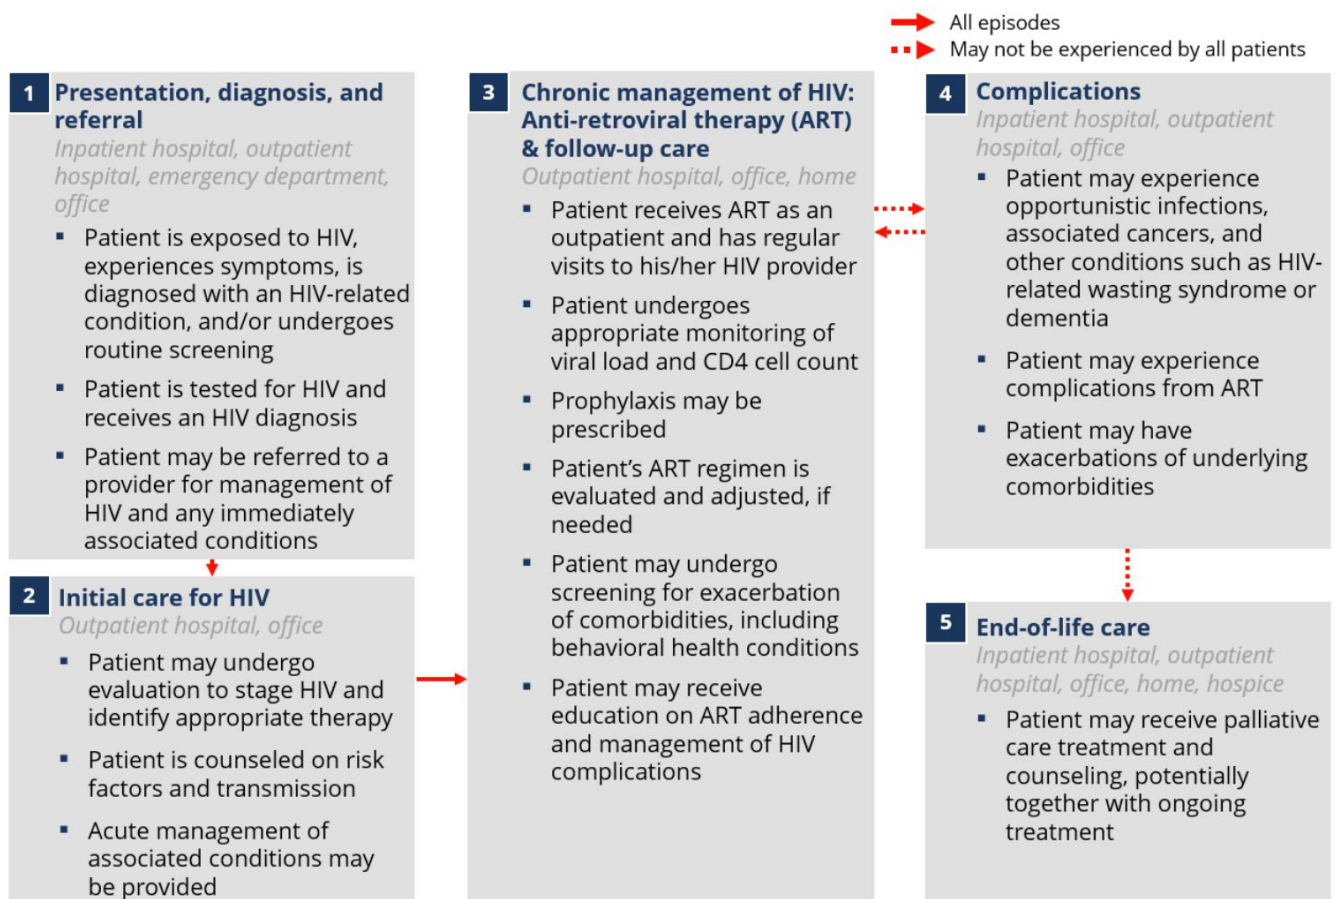 All episodes
May not be experienced by all patients
1
Presentation, diagnosis, and
referral
Inpatient hospital, outpatient
hospital, emergency department,
office
▪ Patient is exposed to HIV,
experiences symptoms, is
diagnosed with an HIV-related
condition, and/or undergoes
routine screening
▪ Patient is tested for HIV and
receives an HIV diagnosis
▪ Patient may be referred to a
provider for management of
HIV and any immediately
associated conditions
2
Initial care for HIV
Outpatient hospital, office
▪ Patient may undergo
evaluation to stage HIV and
identify appropriate therapy
▪ Patient is counseled on risk
factors and transmission
▪ Acute management of
associated conditions may
be provided
3
Chronic management of HIV:
Anti-retroviral therapy (ART)
& follow-up care
Outpatient hospital, office, home
▪ Patient receives ART as an
outpatient and has regular
visits to his/her HIV provider
▪ Patient undergoes
appropriate monitoring of
viral load and CD4 cell count
▪ Prophylaxis may be
prescribed
▪ Patient’s ART regimen is
evaluated and adjusted, if
needed
▪ Patient may undergo
screening for exacerbation
of comorbidities, including
behavioral health conditions
▪ Patient may receive
education on ART adherence
and management of HIV
complications
4
Complications
Inpatient hospital, outpatient
hospital, office
▪ Patient may experience
opportunistic infections,
associated cancers, and
other conditions such as HIV-
related wasting syndrome or
dementia
▪ Patient may experience
complications from ART
▪ Patient may have
exacerbations of underlying
comorbidities
5
End-of-life care
Inpatient hospital, outpatient
hospital, office, home, hospice
▪ Patient may receive palliative
care treatment and
counseling, potentially
together with ongoing
treatment